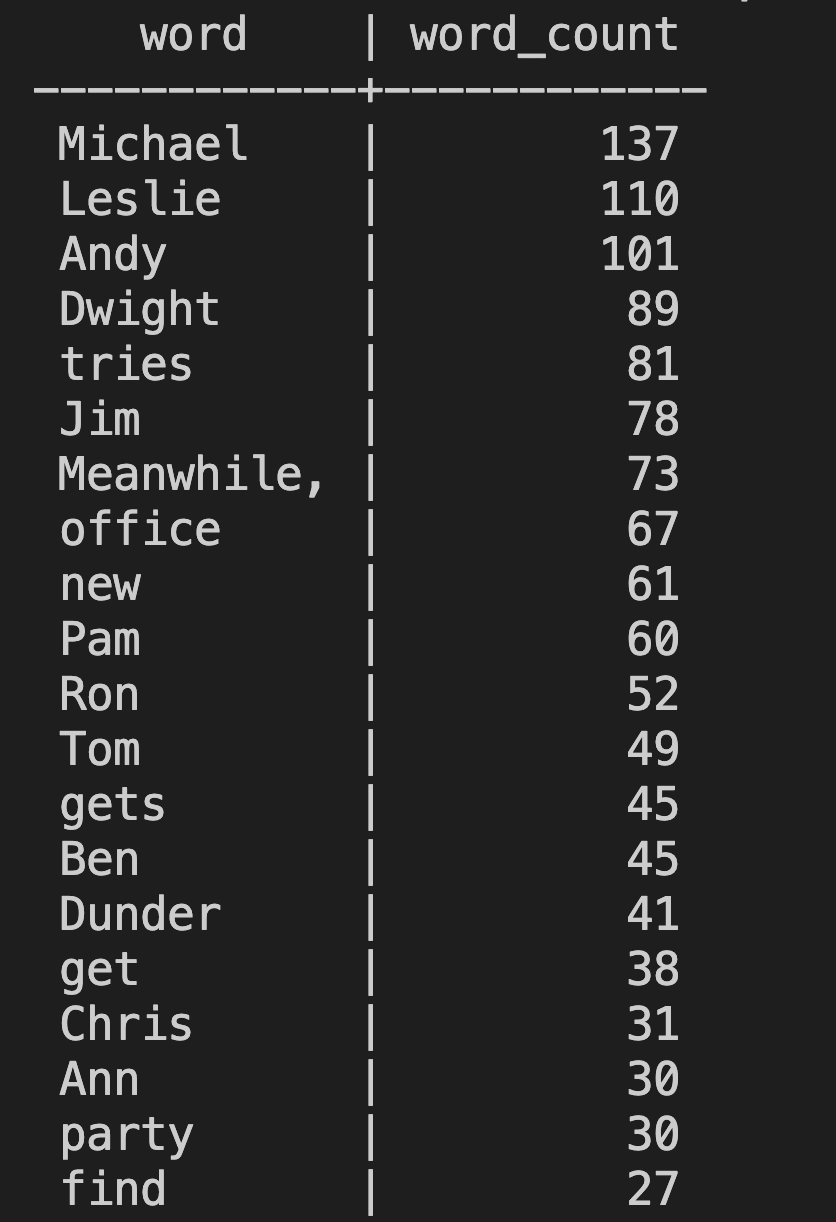 word | word_count
-------------+------------
Michael | 137
Leslie | 110
Andy | 101
Dwight | 89
tries | 81
Jim | 78
Meanwhile, | 73
office | 67
new | 61
Pam | 60
Ron | 52
Tom | 49
gets | 45
Ben | 45
Dunder | 41
get | 38
Chris | 31
Ann | 30
party | 30
find | 27